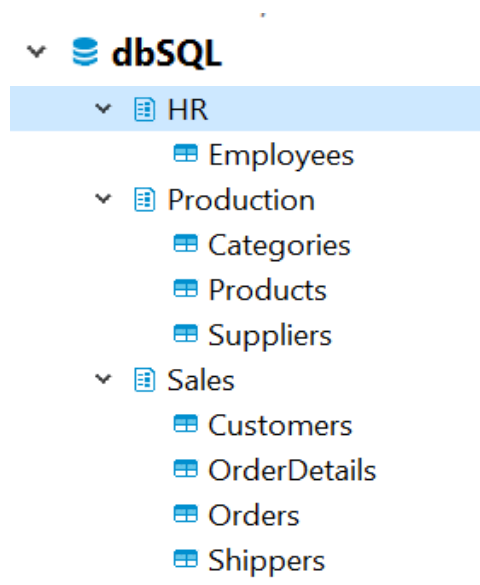 dbSQL
HR
Employees
Production
Categories
Products
Suppliers
Sales
Customers
OrderDetails
Orders
Shippers